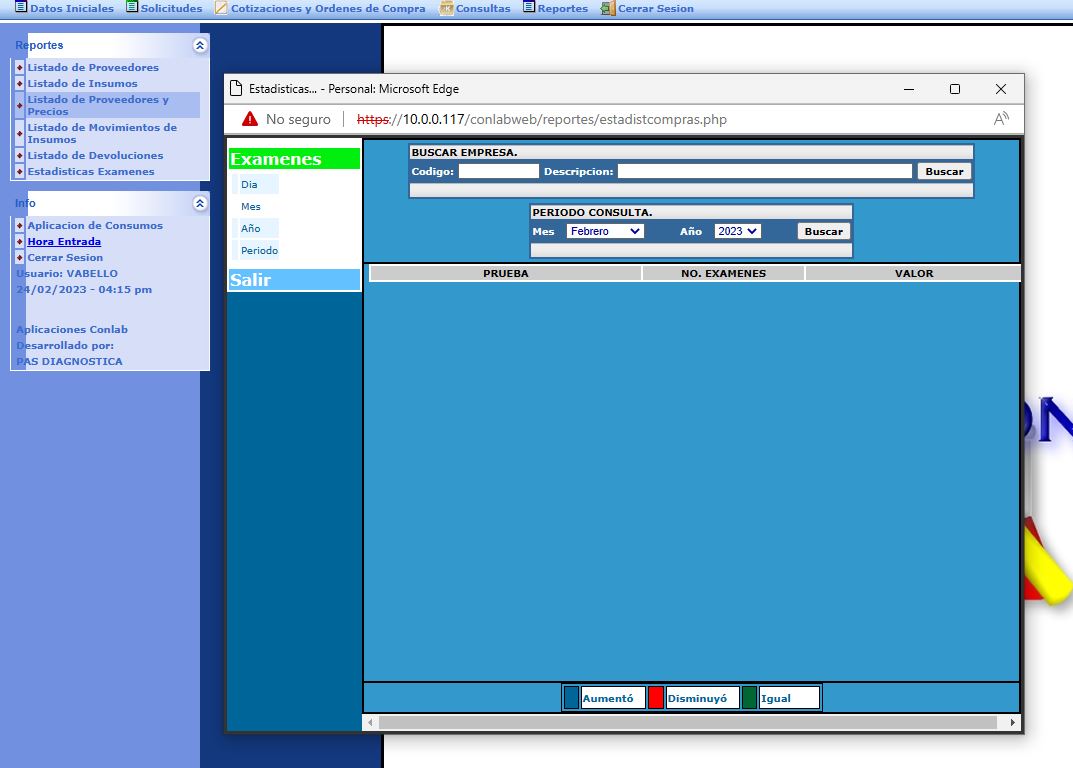 Datos Iniciales Solicitudes Cotizaciones y Ordenes de Compra Consultas Reportes Cerrar Sesion
Reportes
Listado de Proveedores
Listado de Insumos
Listado de Proveedores y
Precios
Listado de Movimientos de
Insumos
Listado de Devoluciones
Estadisticas Examenes
Info
Aplicacion de Consumos
Hora Entrada
Cerrar Sesion
Usuario: VABELLO
24/02/2023 - 04:15 pm
Aplicaciones Conlab
Desarrollado por:
PAS DIAGNOSTICA
Estadisticas... - Personal: Microsoft Edge
No seguro https://10.0.0.117/conlabweb/reportes/estadistcompras.php
Examenes
Dia
Mes
Año
Periodo
Salir
BUSCAR EMPRESA.
Codigo: Descripcion: Buscar
PERIODO CONSULTA.
Mes Febrero Año 2023 Buscar
PRUEBA NO. EXAMENES VALOR
Aumentó Disminuyó Igual